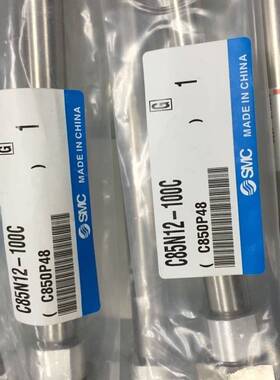 C85N12-100C
( C850P48 )
1
G
SMC
MADE IN CHINA
C85N12-100C
( C850P48 )
1
G
SMC
MADE IN CHINA